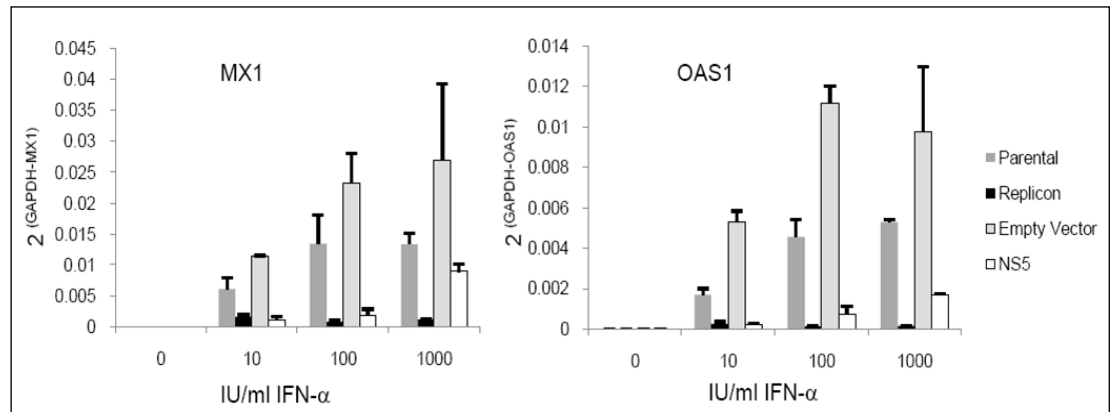 MX1
0.045
0.04
0.035
0.03
0.025
0.02
0.015
0.01
0.005
0
2 (GAPDH-MX1)
0 10 100 1000
IU/ml IFN-α
OAS1
0.014
0.012
0.01
0.008
0.006
0.004
0.002
0
2 (GAPDH-OAS1)
0 10 100 1000
IU/ml IFN-α
Parental
Replicon
Empty Vector
NS5